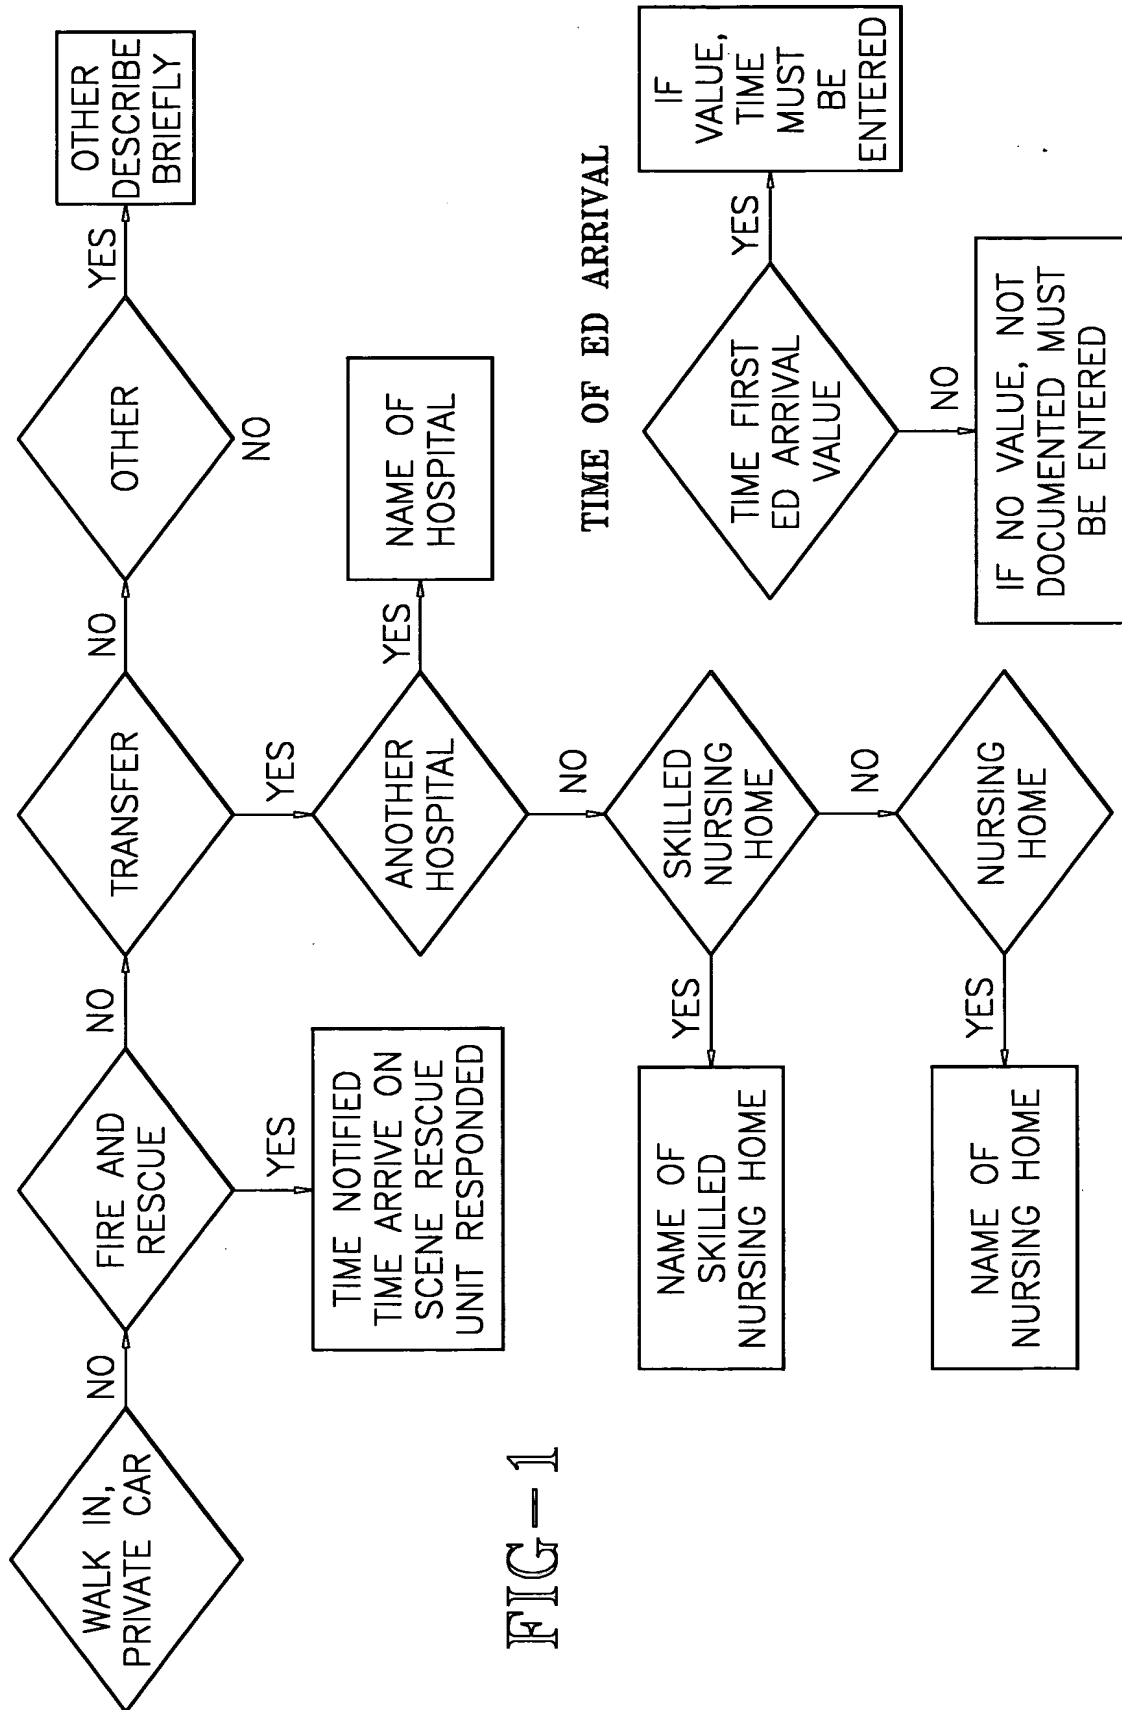 WALK IN,
PRIVATE CAR
NO
FIRE AND
RESCUE
NO
TRANSFER
NO
OTHER
YES
OTHER
DESCRIBE
BRIEFLY
NO
YES
TIME NOTIFIED
TIME ARRIVE ON
SCENE RESCUE
UNIT RESPONDED
YES
ANOTHER
HOSPITAL
YES
NAME OF
HOSPITAL
NO
SKILLED
NURSING
HOME
YES
NAME OF
SKILLED
NURSING HOME
NO
NURSING
HOME
YES
NAME OF
NURSING HOME
TIME OF ED ARRIVAL
TIME FIRST
ED ARRIVAL
VALUE
YES
IF
VALUE,
TIME
MUST
BE
ENTERED
NO
IF NO VALUE, NOT
DOCUMENTED MUST
BE ENTERED
FIG-1